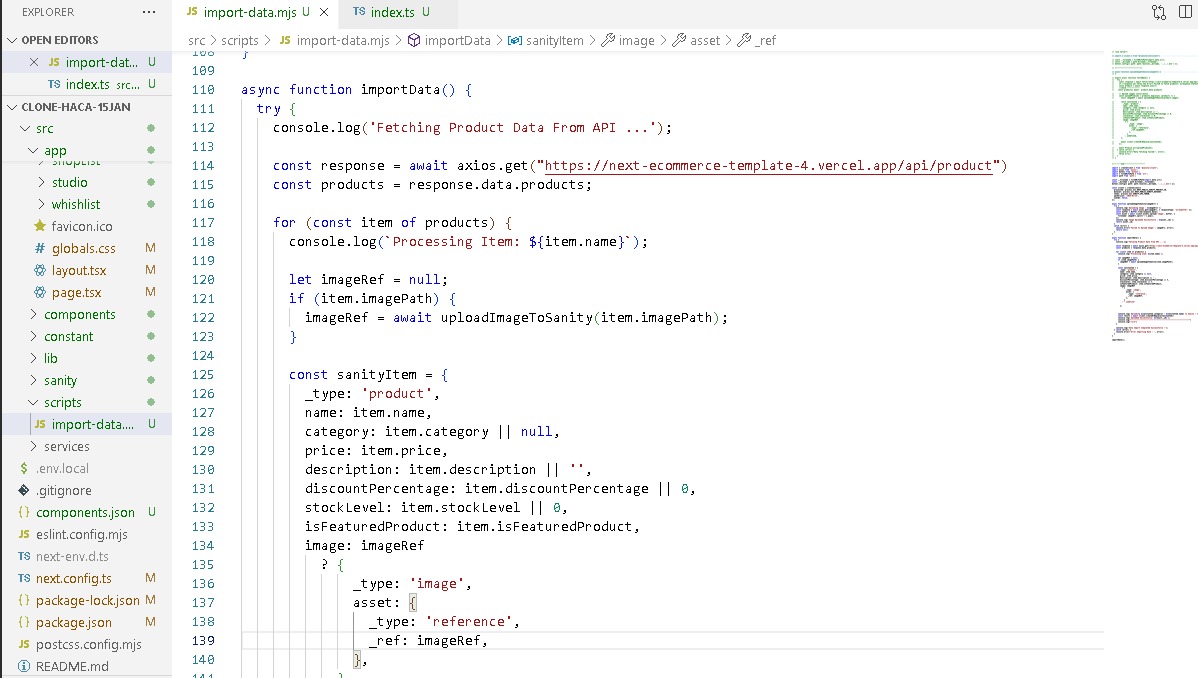 EXPLORER ...
OPEN EDITORS
JS import-dat... U
TS index.ts src... U
CLONE-HACA-15JAN
src
app
shopList
studio
whishlist
favicon.ico
# globals.css M
layout.tsx M
page.tsx M
components
constant
lib
sanity
scripts
JS import-data.... U
services
$ .env.local
.gitignore
{} components.json U
JS eslint.config.mjs
TS next-env.d.ts
TS next.config.ts M
{} package-lock.json M
{} package.json M
JS postcss.config.mjs
README.md
JS import-data.mjs U ×
TS index.ts U
src > scripts > JS import-data.mjs > importData > sanityItem > image > asset > _ref
108 }
109
110 async function importData() {
111 try {
112 console.log('Fetching Product Data From API ...');
113
114 const response = await axios.get("https://next-ecommerce-template-4.vercel.app/api/product")
115 const products = response.data.products;
116
117 for (const item of products) {
118 console.log(`Processing Item: ${item.name}`);
119
120 let imageRef = null;
121 if (item.imagePath) {
122 imageRef = await uploadImageToSanity(item.imagePath);
123 }
124
125 const sanityItem = {
126 _type: 'product',
127 name: item.name,
128 category: item.category || null,
129 price: item.price,
130 description: item.description || '',
131 discountPercentage: item.discountPercentage || 0,
132 stockLevel: item.stockLevel || 0,
133 isFeaturedProduct: item.isFeaturedProduct,
134 image: imageRef
135 ? {
136 _type: 'image',
137 asset: {
138 _type: 'reference',
139 _ref: imageRef,
140 },
141 }